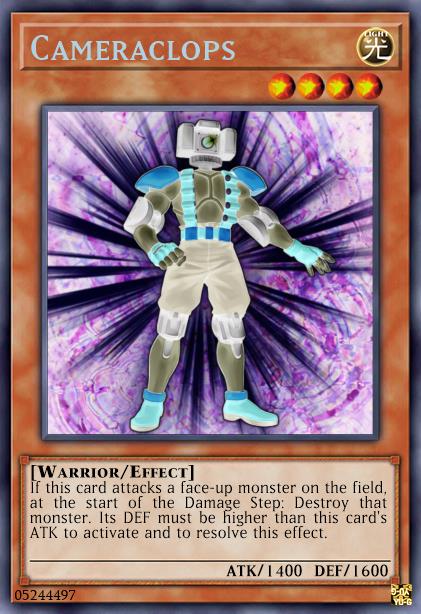 CAMERACLOPS
LIGHT
光
[WARRIOR/EFFECT]
If this card attacks a face-up monster on the field,
at the start of the Damage Step: Destroy that
monster. Its DEF must be higher than this card's
ATK to activate and to resolve this effect.
ATK/1400 DEF/1600
05244497